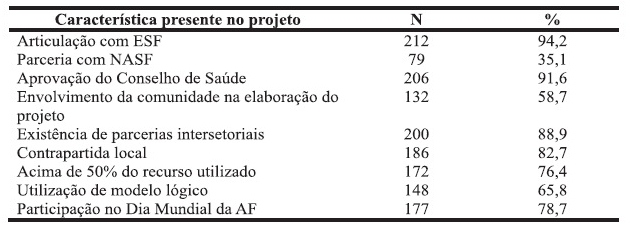 Característica presente no projeto N %
Articulação com ESF 212 94,2
Parceria com NASF 79 35,1
Aprovação do Conselho de Saúde 206 91,6
Envolvimento da comunidade na elaboração do 132 58,7
projeto
Existência de parcerias intersetoriais 200 88,9
Contrapartida local 186 82,7
Acima de 50% do recurso utilizado 172 76,4
Utilização de modelo lógico 148 65,8
Participação no Dia Mundial da AF 177 78,7